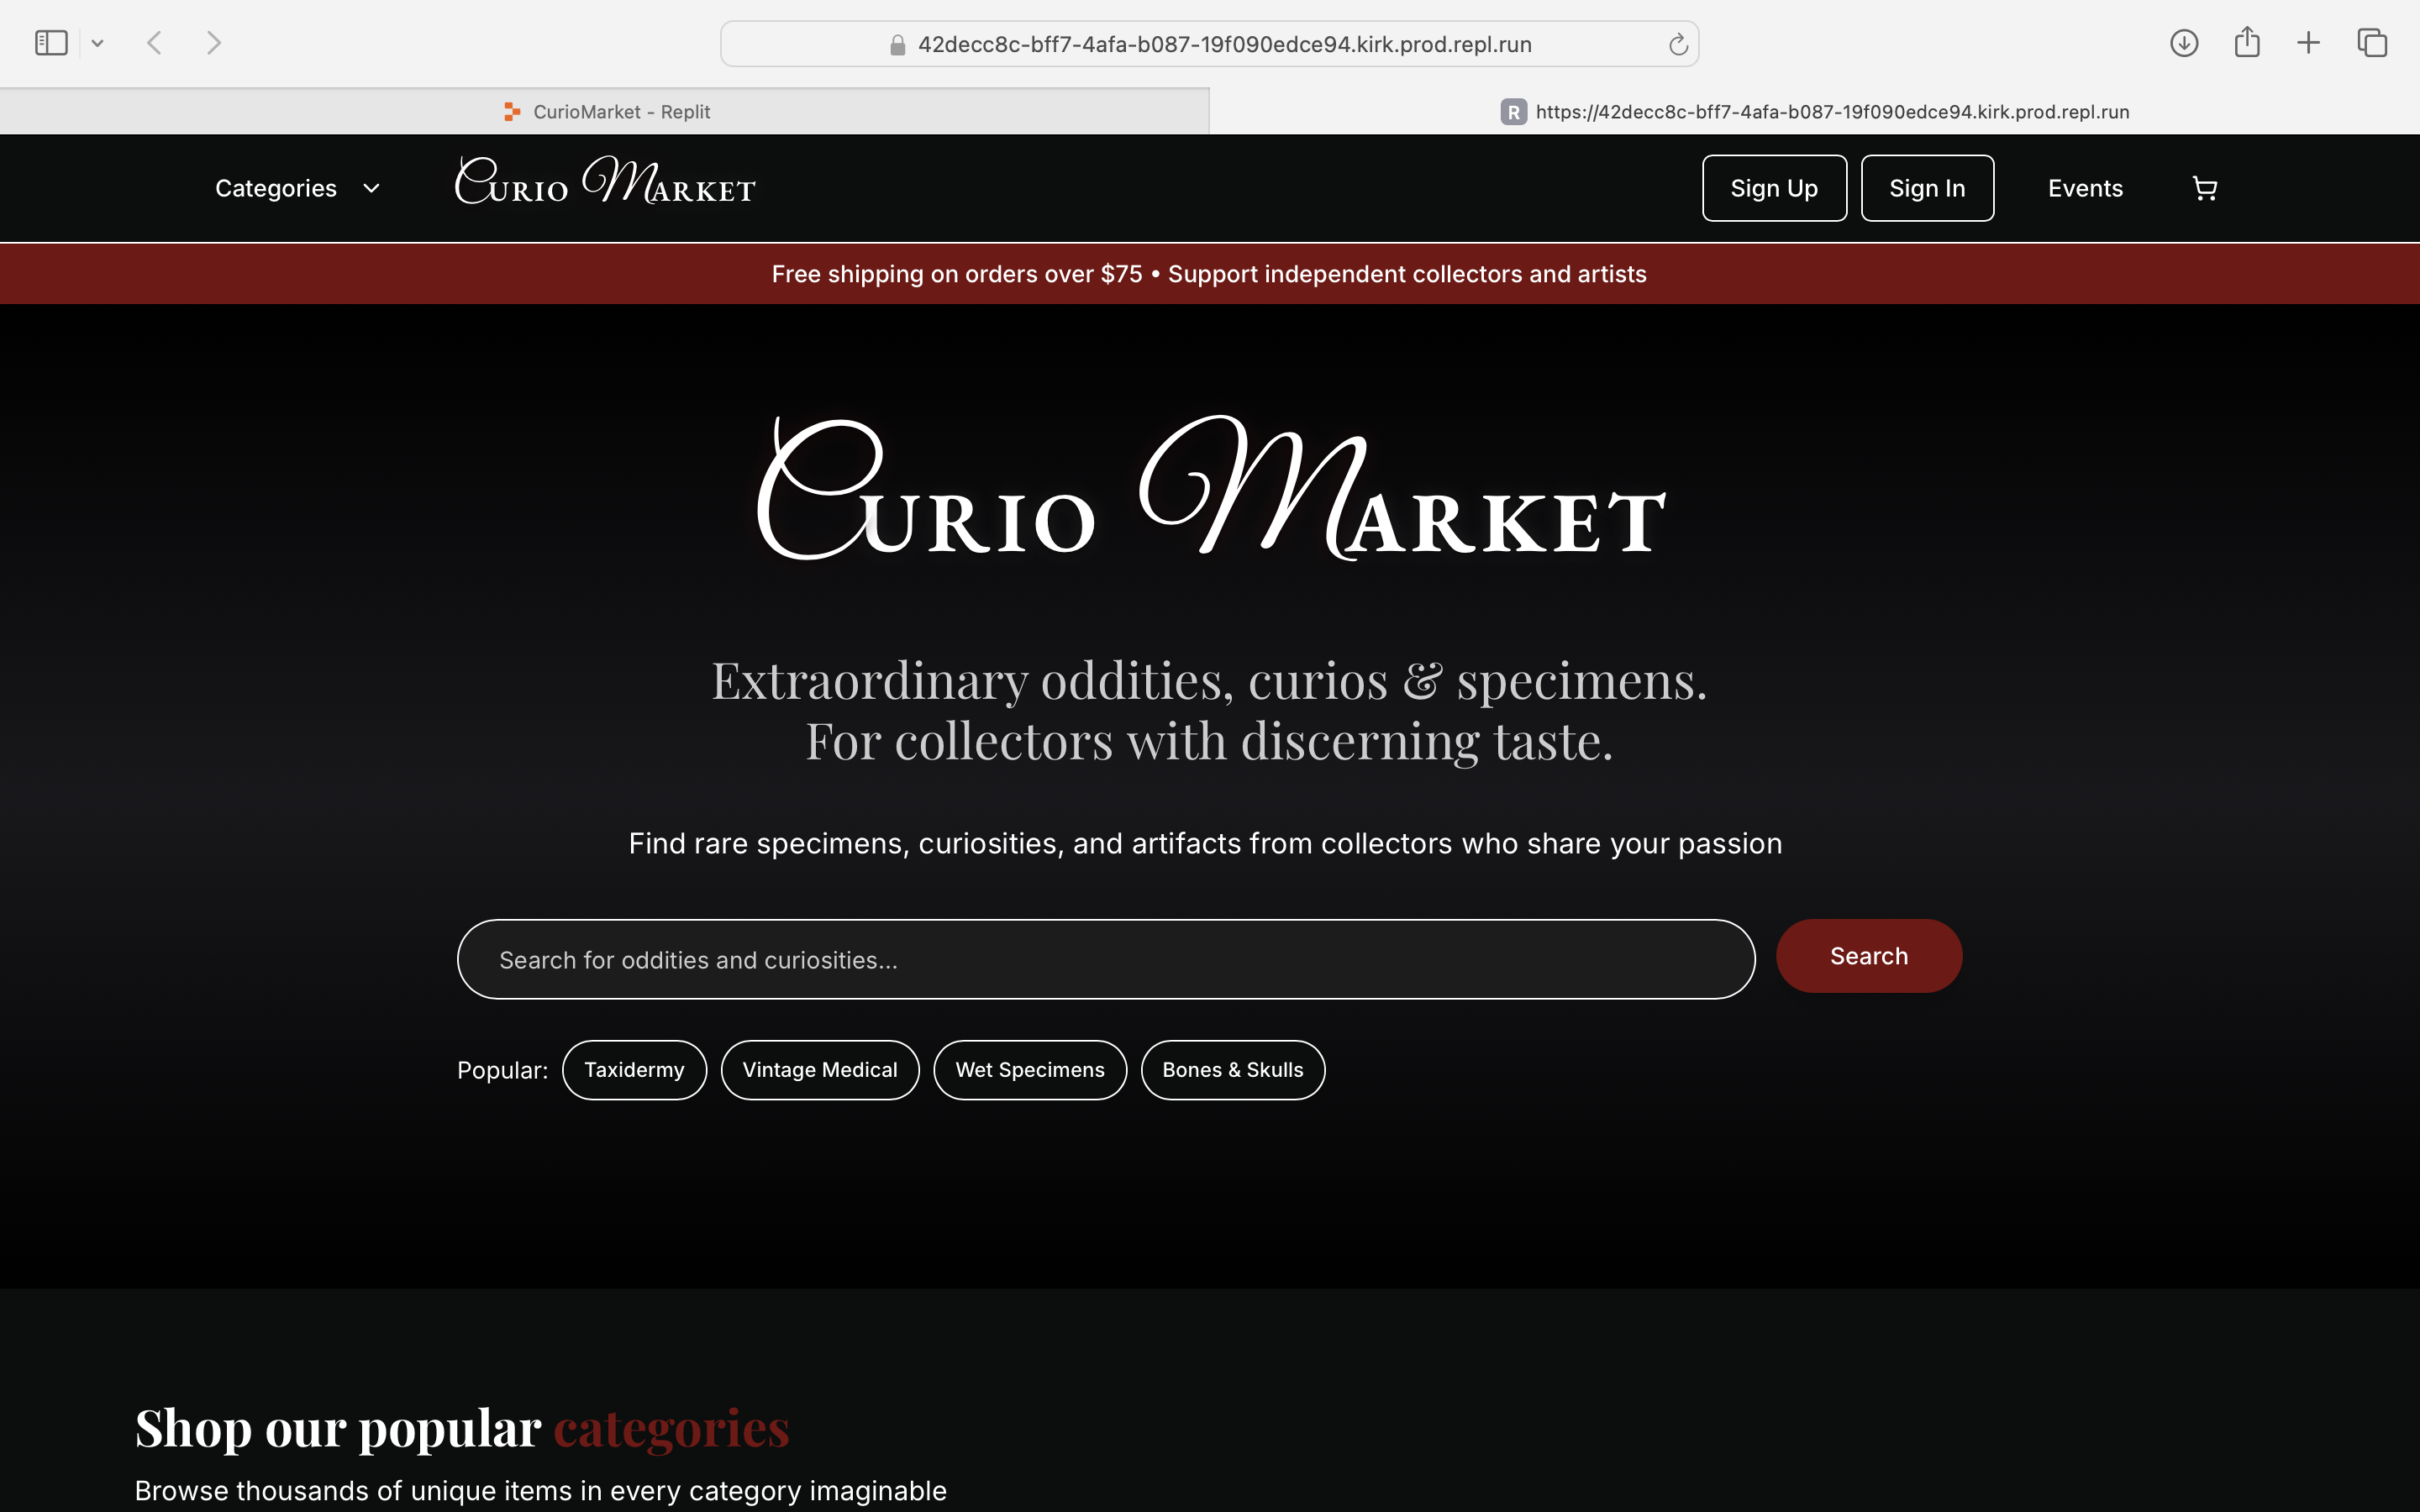 42decc8c-bff7-4afa-b087-19f090edce94.kirk.prod.repl.run
CurioMarket - Replit
R https://42decc8c-bff7-4afa-b087-19f090edce94.kirk.prod.repl.run
Categories
Curio Market
Sign Up
Sign In
Events
Free shipping on orders over $75 • Support independent collectors and artists
Curio Market
Extraordinary oddities, curios & specimens.
For collectors with discerning taste.
Find rare specimens, curiosities, and artifacts from collectors who share your passion
Search for oddities and curiosities...
Search
Popular: Taxidermy Vintage Medical Wet Specimens Bones & Skulls
Shop our popular categories
Browse thousands of unique items in every category imaginable